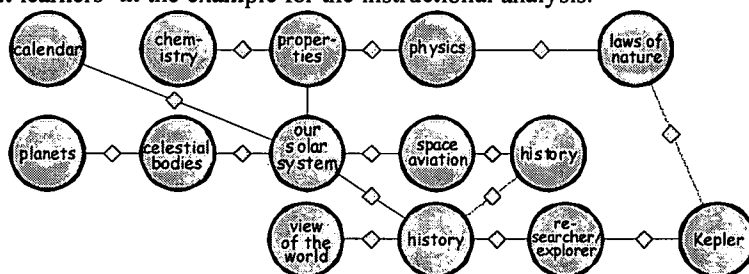 t learners" at the example for the instructional analysis.
calendar
chem-
istry
proper-
ties
physics
laws of
nature
planets
celestial
bodies
our
solar
system
space
aviation
history
view
of the
world
history
re-
searcher/
explorer
Kepler